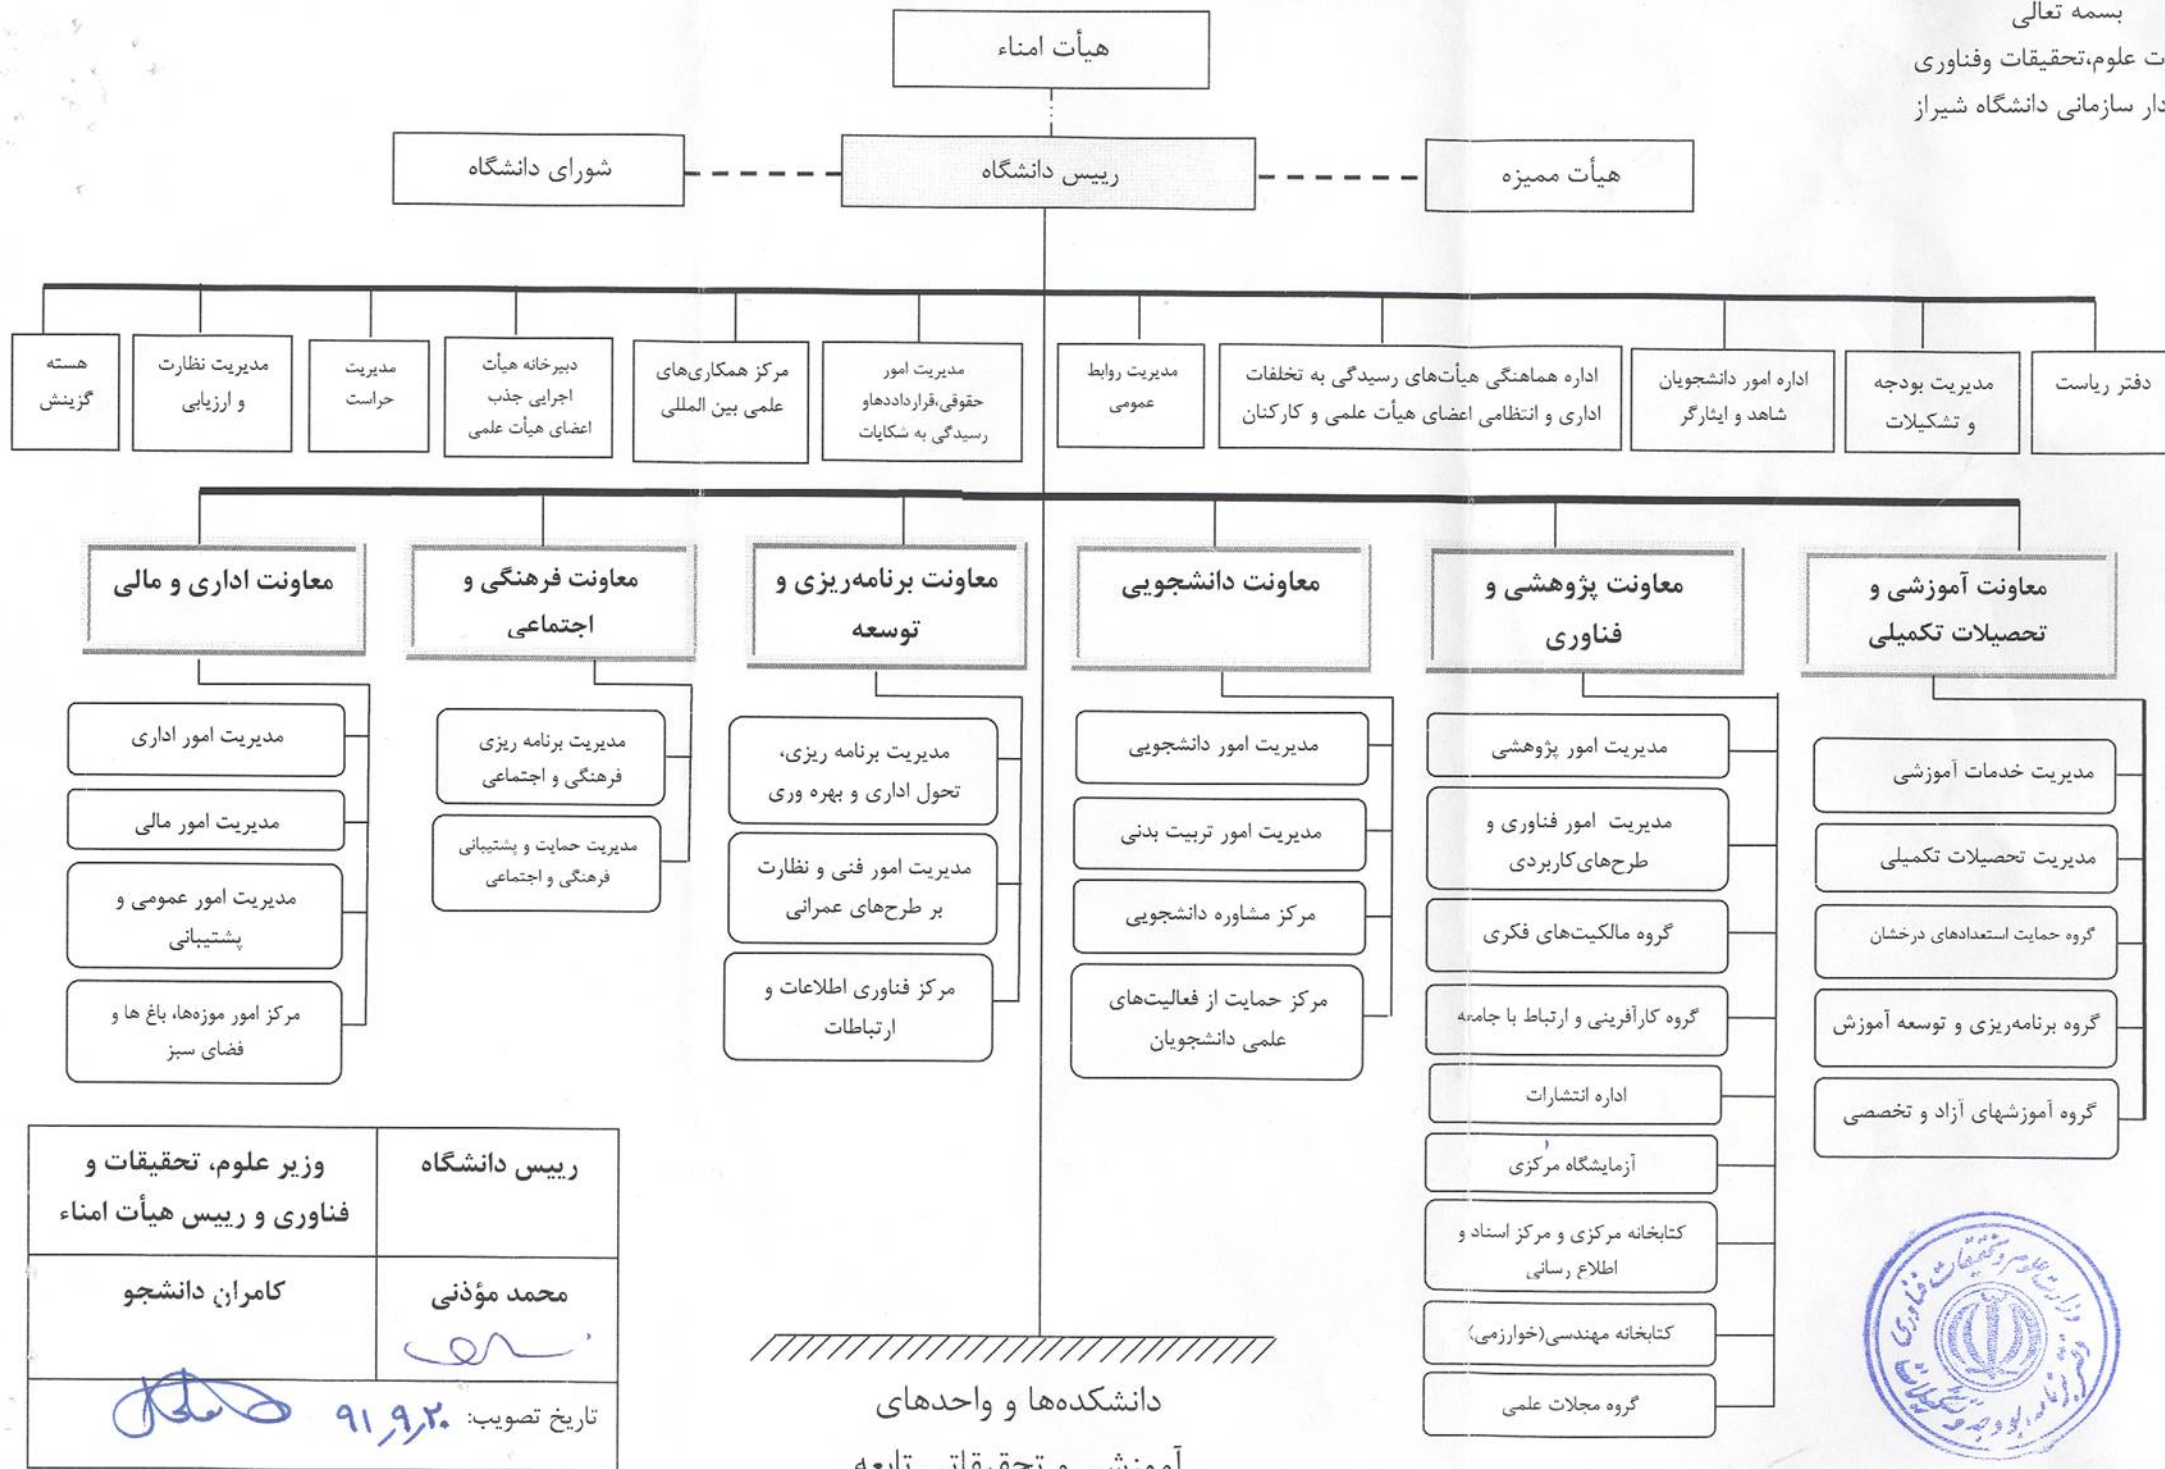 بسمه تعالی
ت علوم،تحقیقات وفناوری
دار سازمانی دانشگاه شیراز
هیأت امناء
هیأت ممیزه
رییس دانشگاه
شورای دانشگاه
دفتر ریاست
مدیریت بودجه
و تشکیلات
اداره امور دانشجویان
شاهد و ایثارگر
اداره هماهنگی هیأت‌های رسیدگی به تخلفات
اداری و انتظامی اعضای هیأت علمی و کارکنان
مدیریت روابط
عمومی
مدیریت امور
حقوقی،قراردادهاو
رسیدگی به شکایات
مرکز همکاری‌های
علمی بین المللی
دبیرخانه هیأت
اجرایی جذب
اعضای هیأت علمی
مدیریت
حراست
مدیریت نظارت
و ارزیابی
هسته
گزینش
معاونت آموزشی و
تحصیلات تکمیلی
مدیریت خدمات آموزشی
مدیریت تحصیلات تکمیلی
گروه حمایت استعدادهای درخشان
گروه برنامه‌ریزی و توسعه آموزش
گروه آموزشهای آزاد و تخصصی
معاونت پژوهشی و
فناوری
مدیریت امور پژوهشی
مدیریت امور فناوری و
طرح‌های کاربردی
گروه مالکیت‌های فکری
گروه کارآفرینی و ارتباط با جامعه
اداره انتشارات
آزمایشگاه مرکزی
کتابخانه مرکزی و مرکز اسناد و
اطلاع رسانی
کتابخانه مهندسی(خوارزمی)
گروه مجلات علمی
معاونت دانشجویی
مدیریت امور دانشجویی
مدیریت امور تربیت بدنی
مرکز مشاوره دانشجویی
مرکز حمایت از فعالیت‌های
علمی دانشجویان
معاونت برنامه‌ریزی و
توسعه
مدیریت برنامه ریزی،
تحول اداری و بهره وری
مدیریت امور فنی و نظارت
بر طرح‌های عمرانی
مرکز فناوری اطلاعات و
ارتباطات
معاونت فرهنگی و
اجتماعی
مدیریت برنامه ریزی
فرهنگی و اجتماعی
مدیریت حمایت و پشتیبانی
فرهنگی و اجتماعی
معاونت اداری و مالی
مدیریت امور اداری
مدیریت امور مالی
مدیریت امور عمومی و
پشتیبانی
مرکز امور موزه‌ها، باغ ها و
فضای سبز
دانشکده‌ها و واحدهای
آموزشی و تحقیقاتی تابعه
رییس دانشگاه
وزیر علوم، تحقیقات و
فناوری و رییس هیأت امناء
محمد مؤذنی
کامران دانشجو
تاریخ تصویب: ۹۱٫۹٫۲۰
وزارت علوم و تحقیقات فناوری